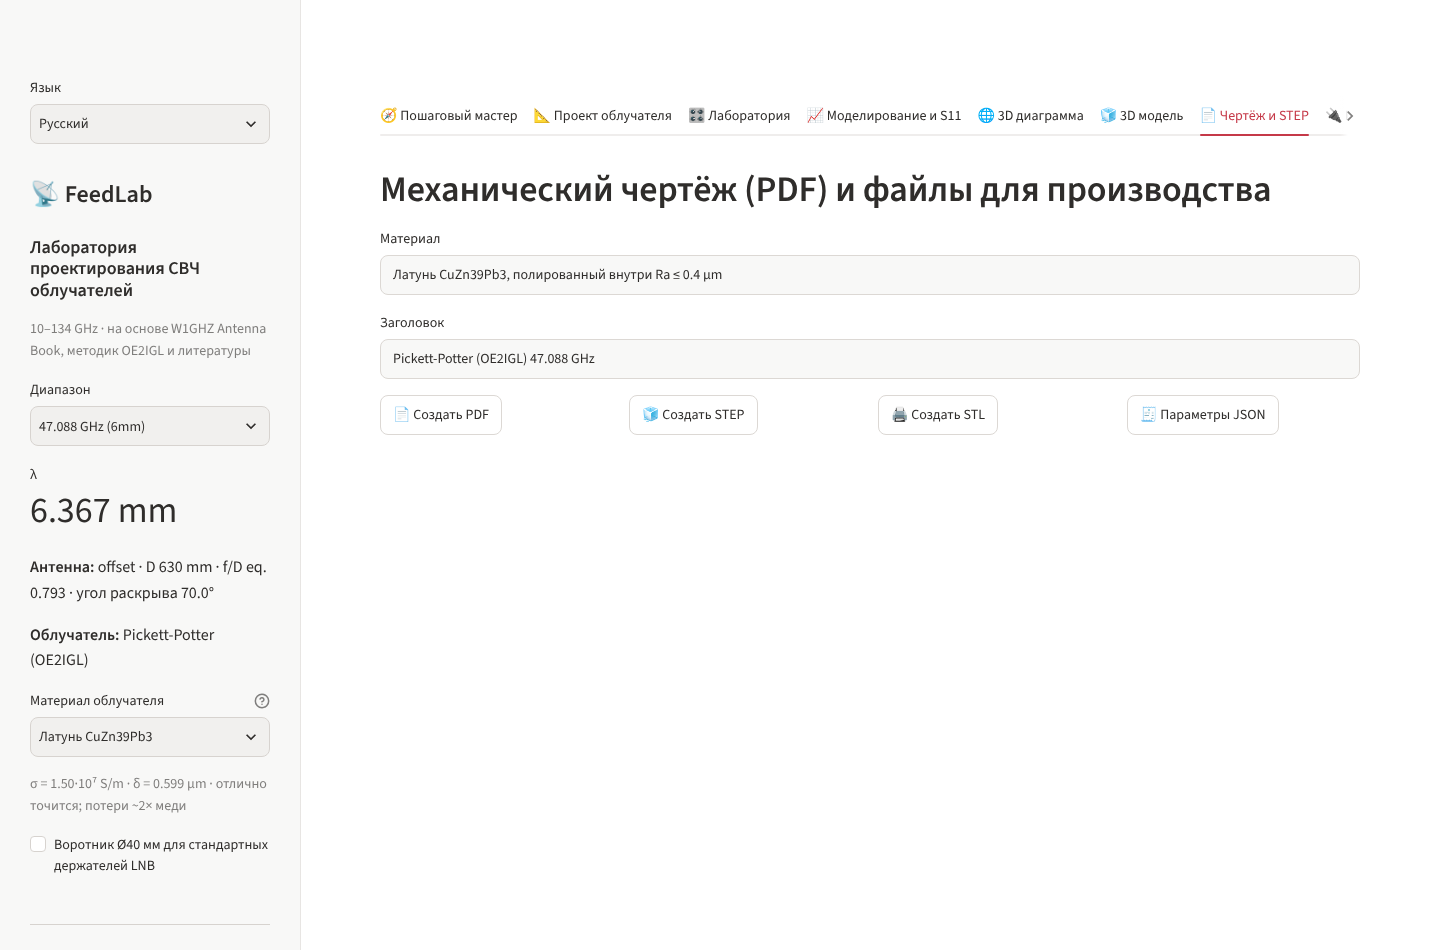 Язык
Русский
📡 FeedLab
Лаборатория
проектирования СВЧ
облучателей
10–134 GHz · на основе W1GHZ Antenna
Book, методик OE2IGL и литературы
Диапазон
47.088 GHz (6mm)
λ
6.367 mm
Антенна: offset · D 630 mm · f/D eq.
0.793 · угол раскрыва 70.0°
Облучатель: Pickett-Potter
(OE2IGL)
Материал облучателя
Латунь CuZn39Pb3
σ = 1.50·10⁷ S/m · δ = 0.599 µm · отлично
точится; потери ~2× меди
Воротник Ø40 мм для стандартных
держателей LNB
🧭 Пошаговый мастер 📐 Проект облучателя 🎛️ Лаборатория 📈 Моделирование и S11 🌐 3D диаграмма 🧊 3D модель 📄 Чертёж и STEP 🔌
Механический чертёж (PDF) и файлы для производства
Материал
Латунь CuZn39Pb3, полированный внутри Ra ≤ 0.4 µm
Заголовок
Pickett-Potter (OE2IGL) 47.088 GHz
📄 Создать PDF 🧊 Создать STEP 🖨️ Создать STL 🧾 Параметры JSON